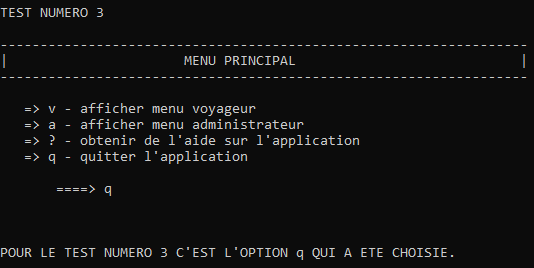 TEST NUMERO 3
------------------------------------------------------------------
|                      MENU PRINCIPAL                            |
------------------------------------------------------------------
=> v - afficher menu voyageur
=> a - afficher menu administrateur
=> ? - obtenir de l'aide sur l'application
=> q - quitter l'application
====> q
POUR LE TEST NUMERO 3 C'EST L'OPTION q QUI A ETE CHOISIE.